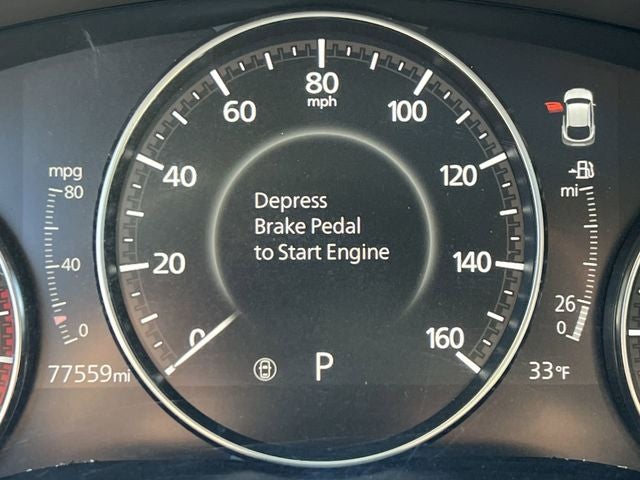 80
mph
60
100
40
120
20
140
0
160
Depress
Brake Pedal
to Start Engine
P
mpg
80
40
0
77559mi
mi
26
0
33°F